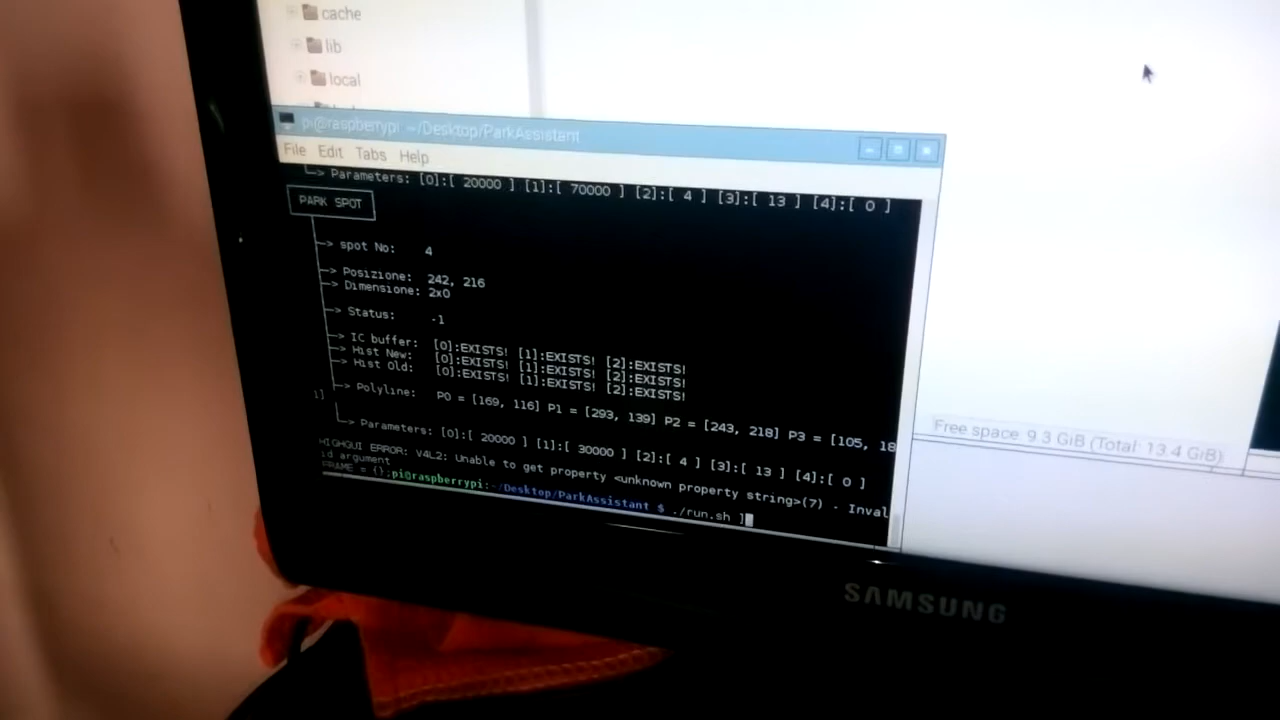 cache
lib
local
pi@raspberrypi: ~/Desktop/ParkAssistant
File Edit Tabs Help
Parameters: [0]:[ 20000 ] [1]:[ 70000 ] [2]:[ 4 ] [3]:[ 13 ] [4]:[ 0 ]
PARK SPOT
spot No: 4
Posizione: 242, 216
Dimensione: 2x0
Status: -1
IC buffer: [0]:EXISTS! [1]:EXISTS! [2]:EXISTS!
Hist New: [0]:EXISTS! [1]:EXISTS! [2]:EXISTS!
Hist Old: [0]:EXISTS! [1]:EXISTS! [2]:EXISTS!
Polyline: P0 = [169, 116] P1 = [293, 139] P2 = [243, 218] P3 = [105, 18
1]
Parameters: [0]:[ 20000 ] [1]:[ 30000 ] [2]:[ 4 ] [3]:[ 13 ] [4]:[ 0 ]
HIGHGUI ERROR: V4L2: Unable to get property <unknown property string>(7) - Inval
id argument
FRAME = {};pi@raspberrypi:~/Desktop/ParkAssistant $ ./run.sh ]
Free space: 9.3 GiB (Total: 13.4 GiB)
SAMSUNG